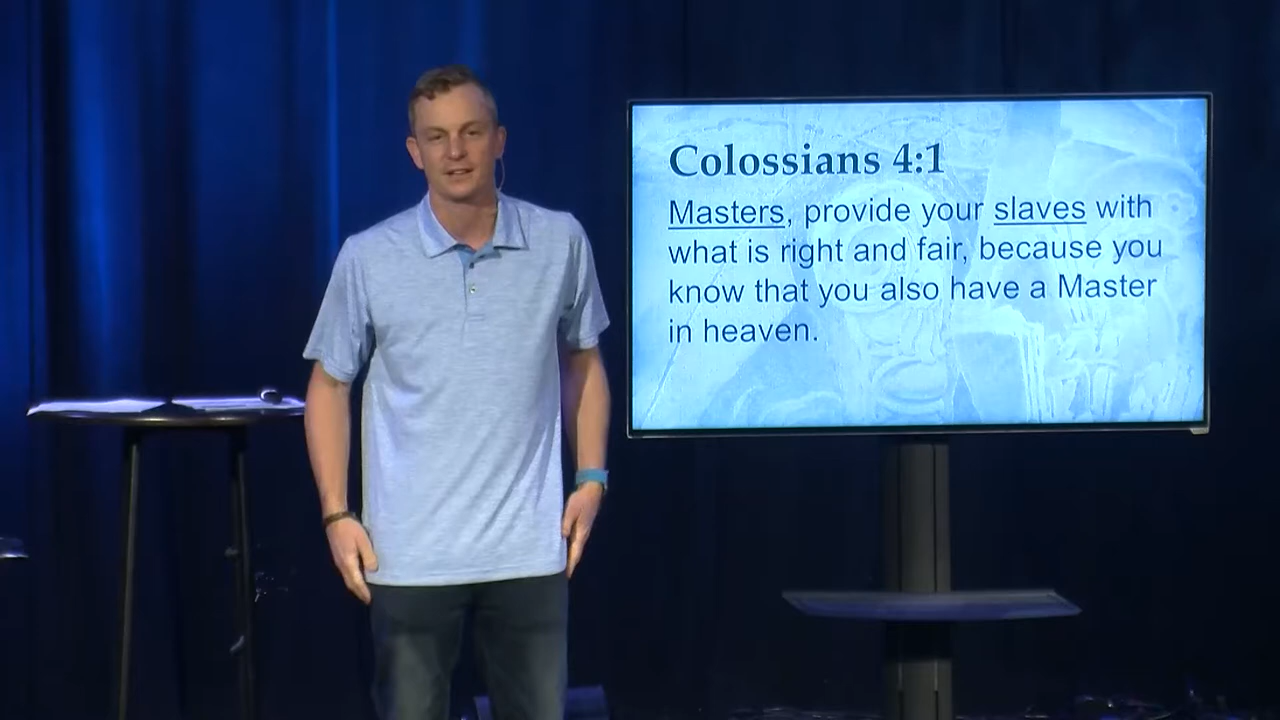 Colossians 4:1
Masters, provide your slaves with
what is right and fair, because you
know that you also have a Master
in heaven.